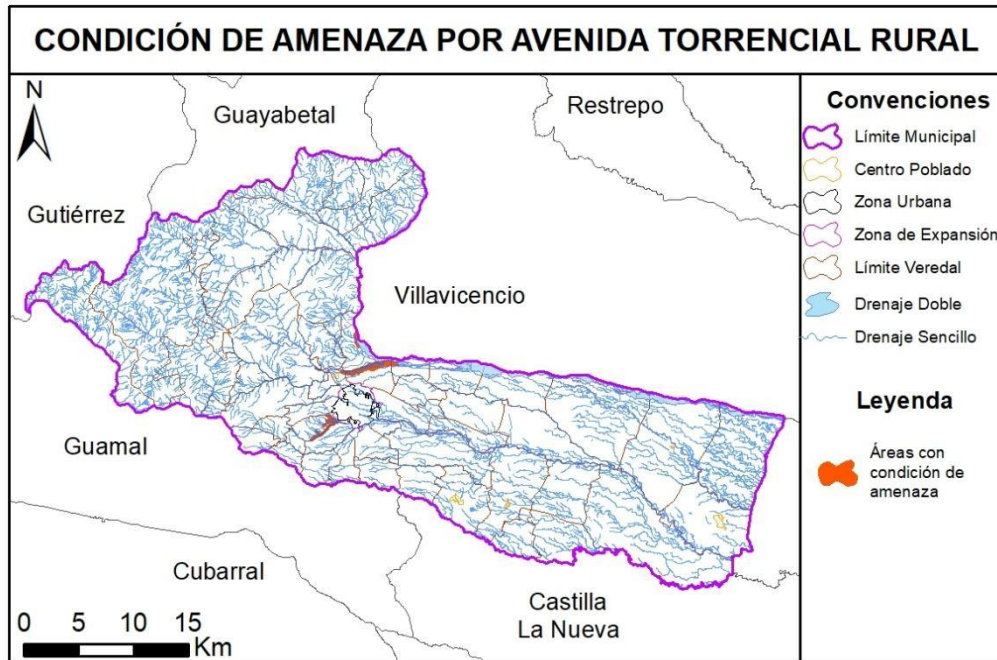 CONDICIÓN DE AMENAZA POR AVENIDA TORRENCIAL RURAL
N
Guayabetal
Restrepo
Gutiérrez
Villavicencio
Guamal
Cubarral
Castilla
La Nueva
0 5 10 15
Km
Convenciones
Límite Municipal
Centro Poblado
Zona Urbana
Zona de Expansión
Límite Veredal
Drenaje Doble
Drenaje Sencillo
Leyenda
Áreas con
condición de
amenaza